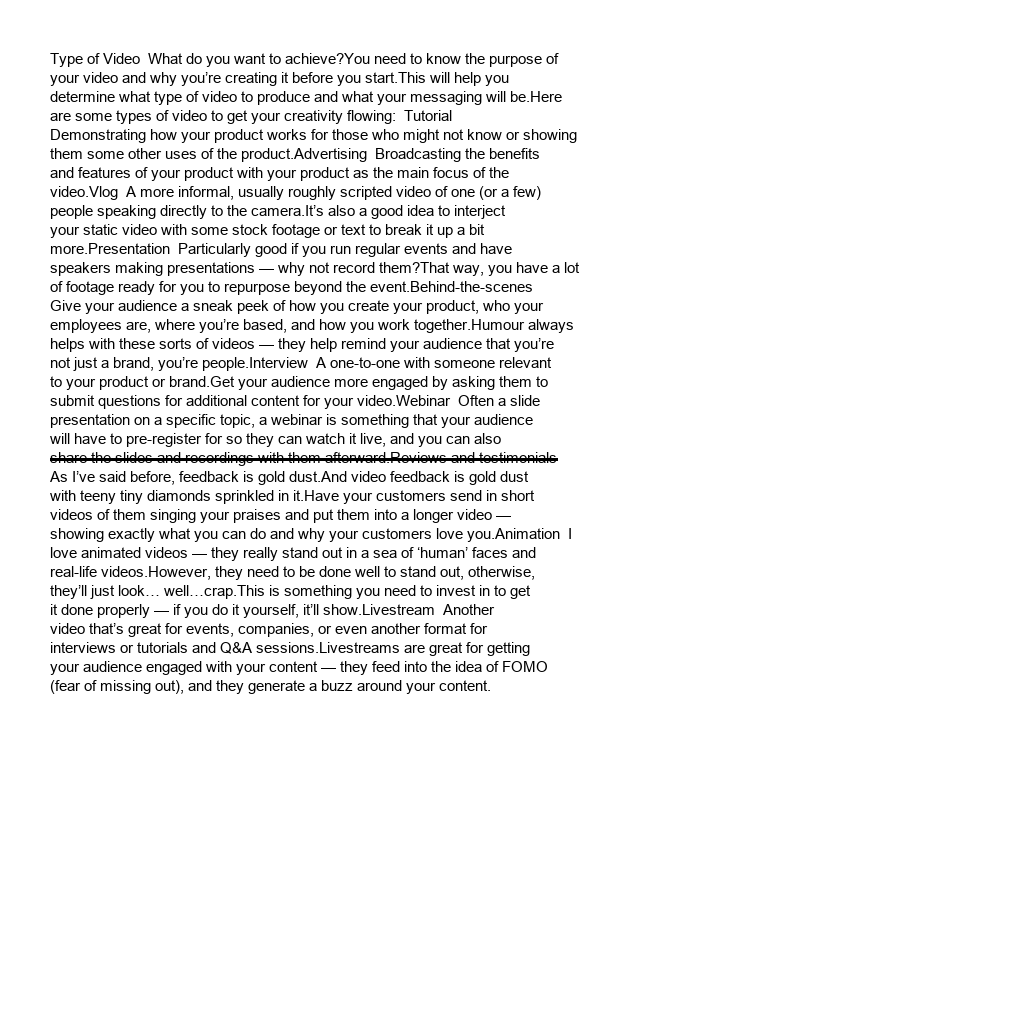 Type of Video  What do you want to achieve?You need to know the purpose of
your video and why you’re creating it before you start.This will help you
determine what type of video to produce and what your messaging will be.Here
are some types of video to get your creativity flowing:  Tutorial
Demonstrating how your product works for those who might not know or showing
them some other uses of the product.Advertising  Broadcasting the benefits
and features of your product with your product as the main focus of the
video.Vlog  A more informal, usually roughly scripted video of one (or a few)
people speaking directly to the camera.It’s also a good idea to interject
your static video with some stock footage or text to break it up a bit
more.Presentation  Particularly good if you run regular events and have
speakers making presentations — why not record them?That way, you have a lot
of footage ready for you to repurpose beyond the event.Behind-the-scenes
Give your audience a sneak peek of how you create your product, who your
employees are, where you’re based, and how you work together.Humour always
helps with these sorts of videos — they help remind your audience that you’re
not just a brand, you’re people.Interview  A one-to-one with someone relevant
to your product or brand.Get your audience more engaged by asking them to
submit questions for additional content for your video.Webinar  Often a slide
presentation on a specific topic, a webinar is something that your audience
will have to pre-register for so they can watch it live, and you can also
share the slides and recordings with them afterward.Reviews and testimonials
As I’ve said before, feedback is gold dust.And video feedback is gold dust
with teeny tiny diamonds sprinkled in it.Have your customers send in short
videos of them singing your praises and put them into a longer video —
showing exactly what you can do and why your customers love you.Animation  I
love animated videos — they really stand out in a sea of ‘human’ faces and
real-life videos.However, they need to be done well to stand out, otherwise,
they’ll just look… well…crap.This is something you need to invest in to get
it done properly — if you do it yourself, it’ll show.Livestream  Another
video that’s great for events, companies, or even another format for
interviews or tutorials and Q&A sessions.Livestreams are great for getting
your audience engaged with your content — they feed into the idea of FOMO
(fear of missing out), and they generate a buzz around your content.